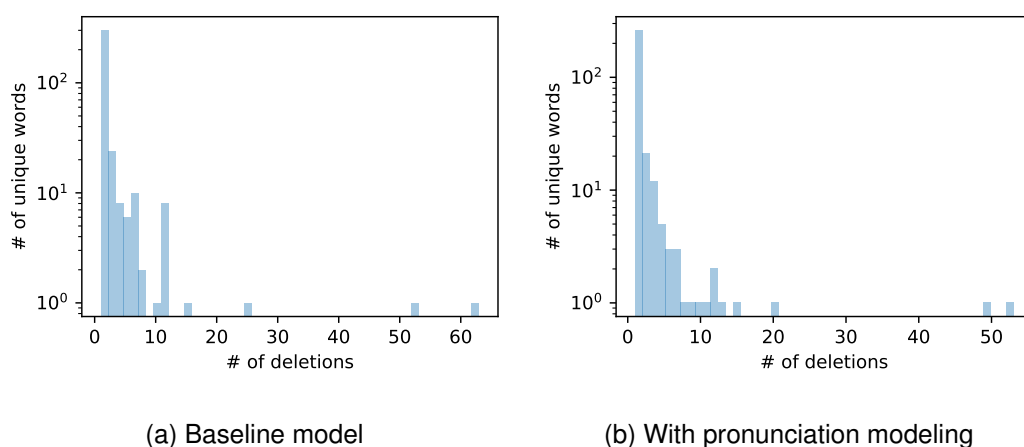 # of unique words
10²
10¹
10⁰
0 10 20 30 40 50 60
# of deletions
(a) Baseline model
# of unique words
10²
10¹
10⁰
0 10 20 30 40 50
# of deletions
(b) With pronunciation modeling